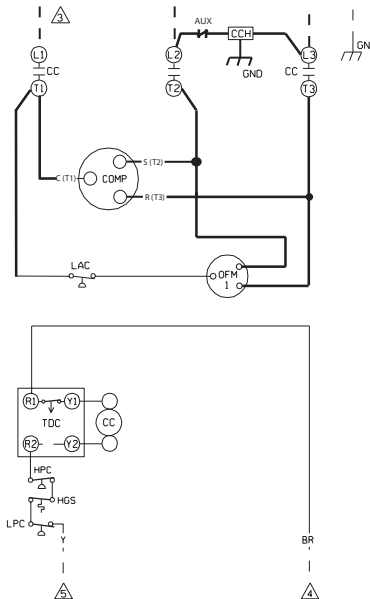 3
AUX
GN
L1
L2
CCH
L3
CC
CC
GND
T1
T2
T3
S (T2)
C (T1)
COMP
R (T3)
LAC
OFM
1
R1
Y1
TDC
CC
R2
Y2
HPC
HGS
LPC
Y
BR
5
4